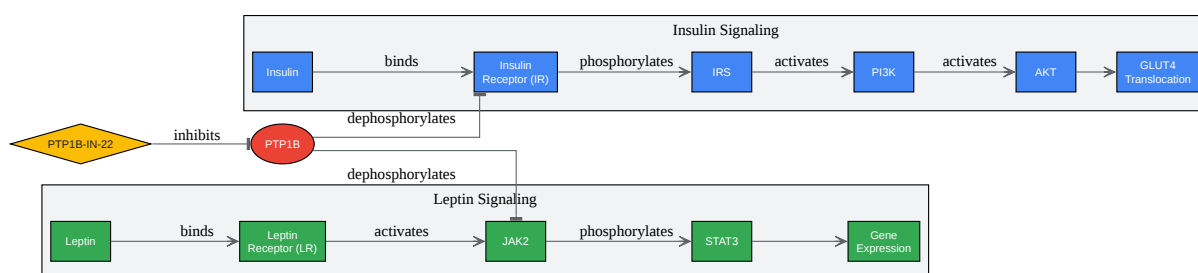 Insulin Signaling
Insulin
binds
Insulin
Receptor (IR)
phosphorylates
IRS
activates
PI3K
activates
AKT
GLUT4
Translocation
dephosphorylates
PTP1B-IN-22
inhibits
PTP1B
dephosphorylates
Leptin Signaling
Leptin
binds
Leptin
Receptor (LR)
activates
JAK2
phosphorylates
STAT3
Gene
Expression